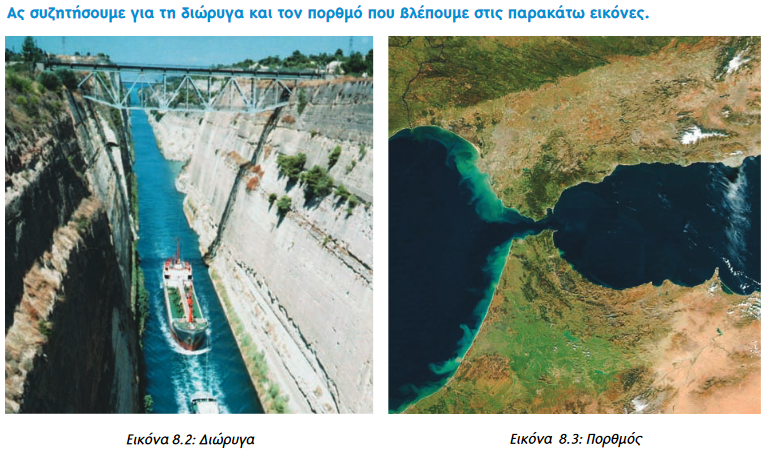 Ας συζητήσουμε για τη διώρυγα και τον πορθμό που βλέπουμε στις παρακάτω εικόνες.
Εικόνα 8.2: Διώρυγα
Εικόνα 8.3: Πορθμός